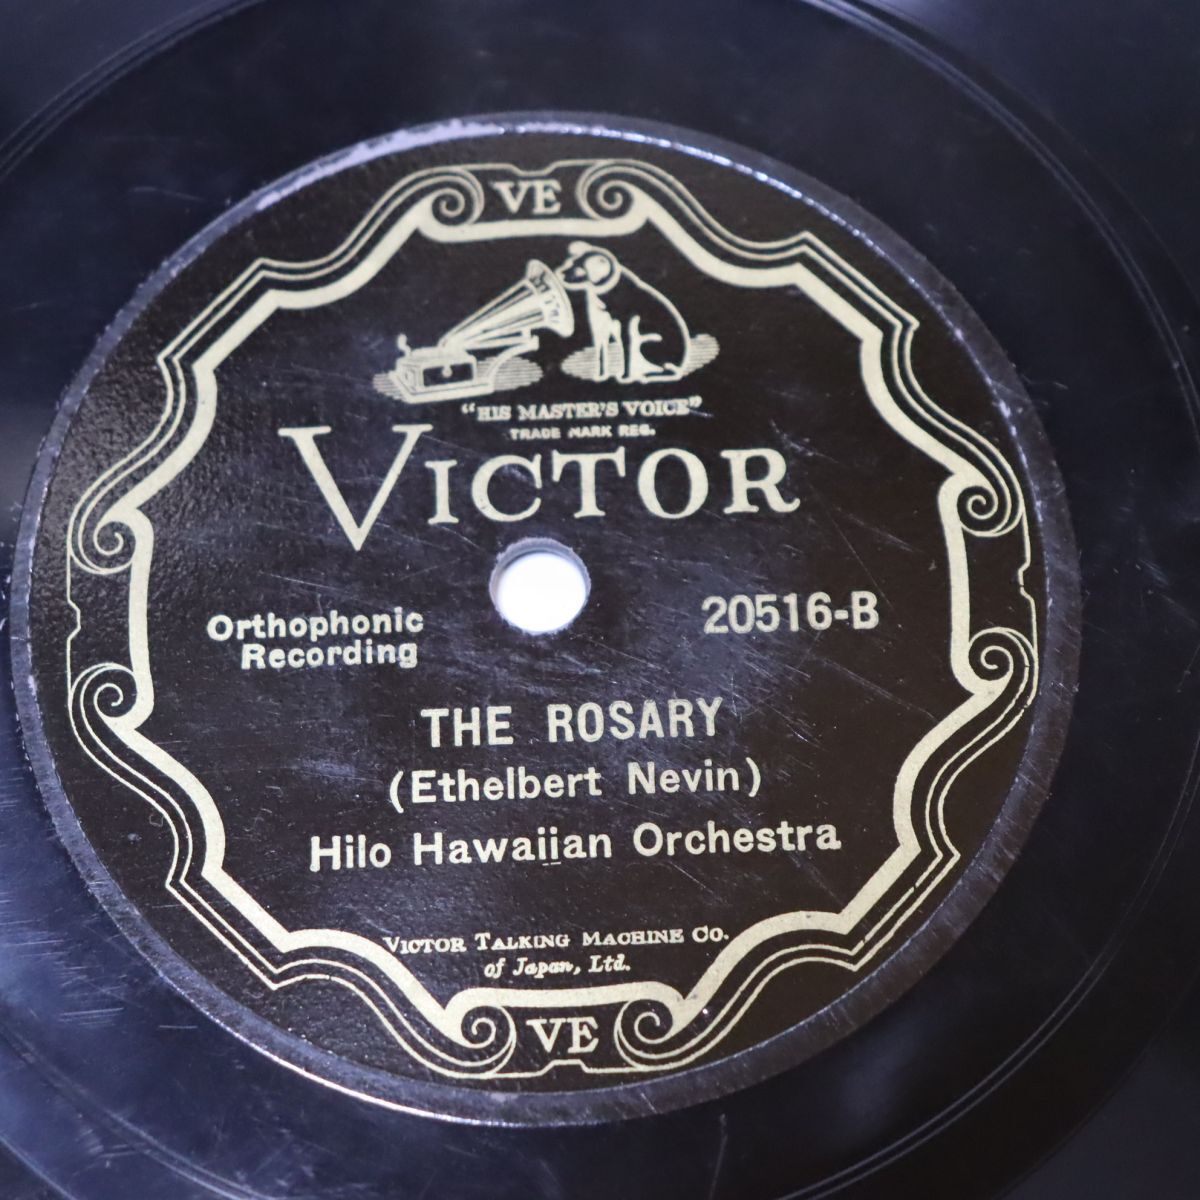 VE
"HIS MASTER'S VOICE"
TRADE MARK REG.
VICTOR
Orthophonic
Recording
20516-B
THE ROSARY
(Ethelbert Nevin)
Hilo Hawaiian Orchestra
VICTOR TALKING MACHINE CO.
of Japan, Ltd.
VE